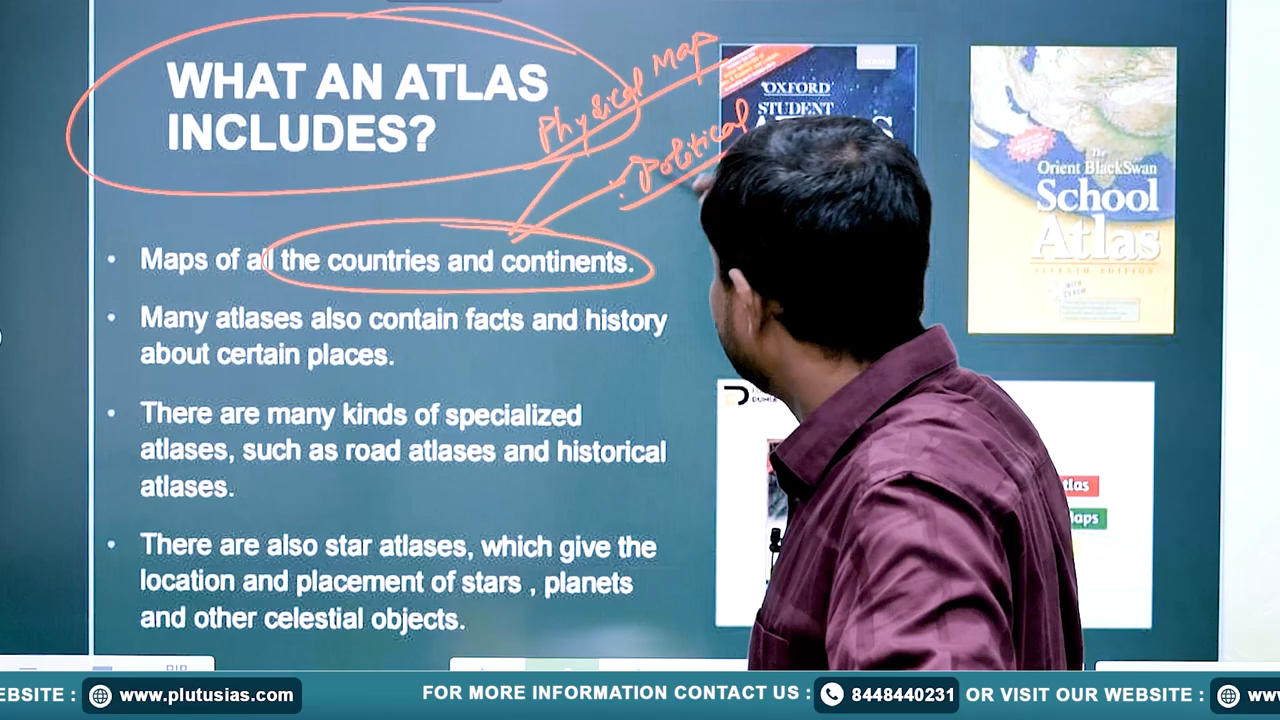 WHAT AN ATLAS
INCLUDES?
Physical Map
Political
• Maps of all the countries and continents.
• Many atlases also contain facts and history
about certain places.
• There are many kinds of specialized
atlases, such as road atlases and historical
atlases.
• There are also star atlases, which give the
location and placement of stars , planets
and other celestial objects.
OXFORD
STUDENT
The
Orient BlackSwan
School
Atlas
SEVENTH EDITION
tlas
Maps
EBSITE : www.plutusias.com FOR MORE INFORMATION CONTACT US : 8448440231 OR VISIT OUR WEBSITE : ww